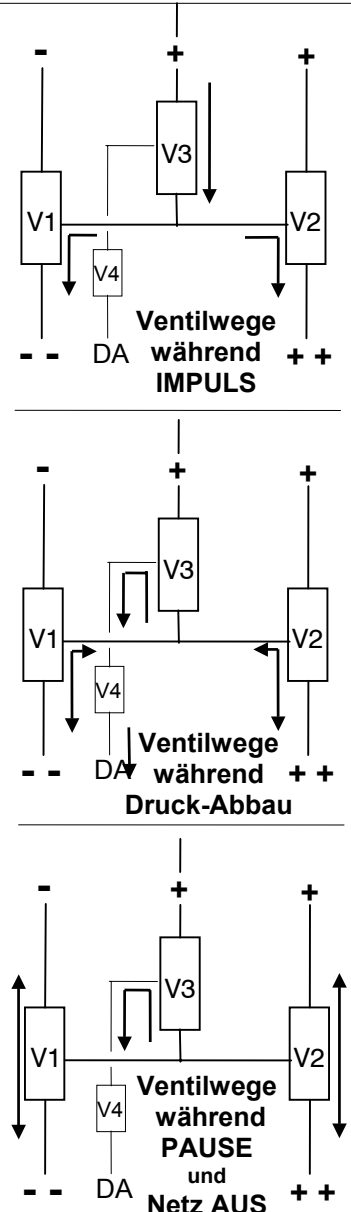 - + +
V3
V1 V2
V4
Ventilwege
während
IMPULS
- - DA + +
- + +
V3
V1 V2
V4
Ventilwege
während
Druck-Abbau
- - DA + +
- + +
V3
V1 V2
V4
Ventilwege
während
PAUSE
und
Netz AUS
- - DA + +